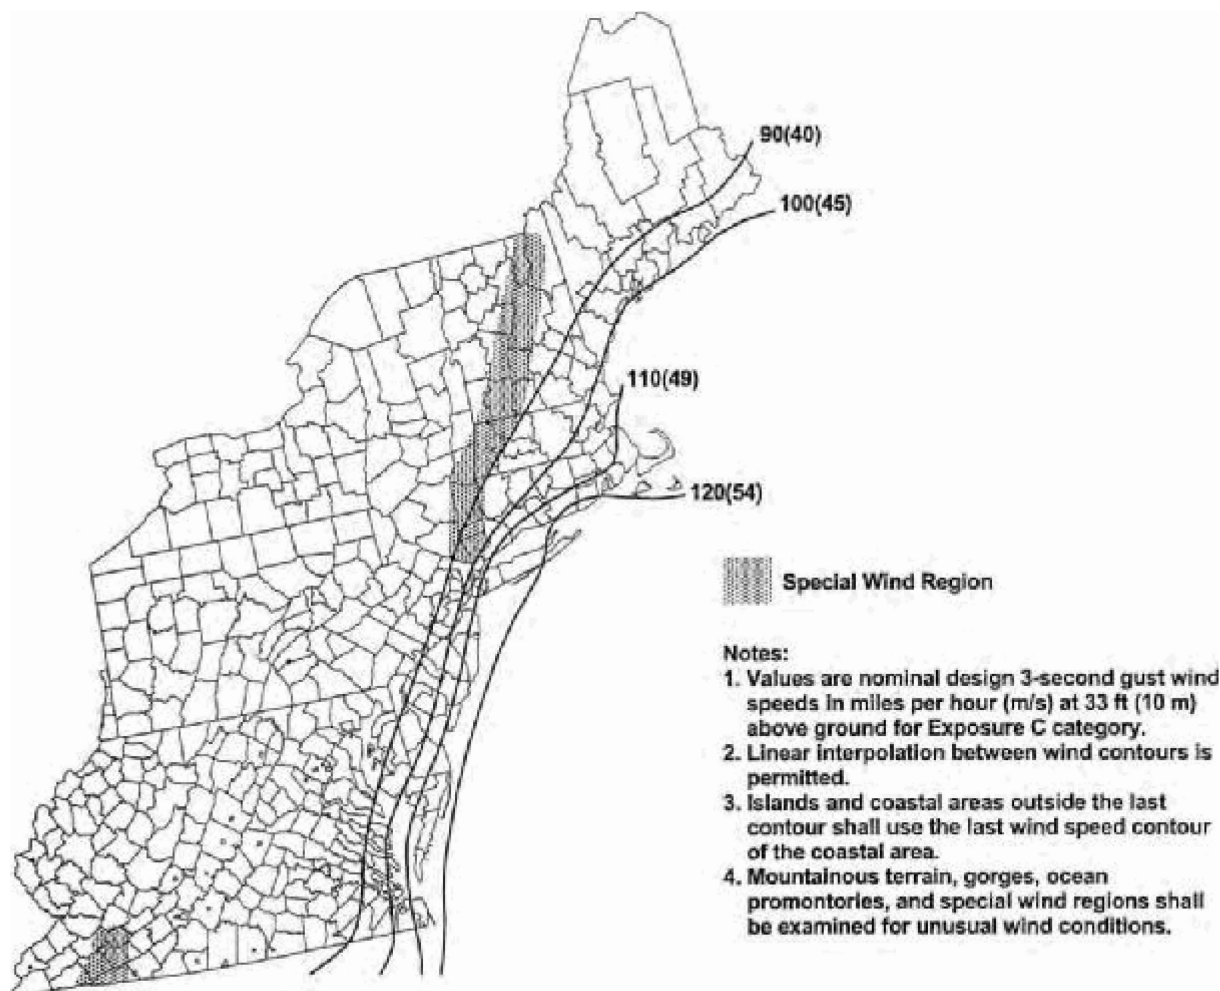 90(40)
100(45)
110(49)
120(54)
Special Wind Region
Notes:
1. Values are nominal design 3-second gust wind
speeds in miles per hour (m/s) at 33 ft (10 m)
above ground for Exposure C category.
2. Linear interpolation between wind contours is
permitted.
3. Islands and coastal areas outside the last
contour shall use the last wind speed contour
of the coastal area.
4. Mountainous terrain, gorges, ocean
promontories, and special wind regions shall
be examined for unusual wind conditions.